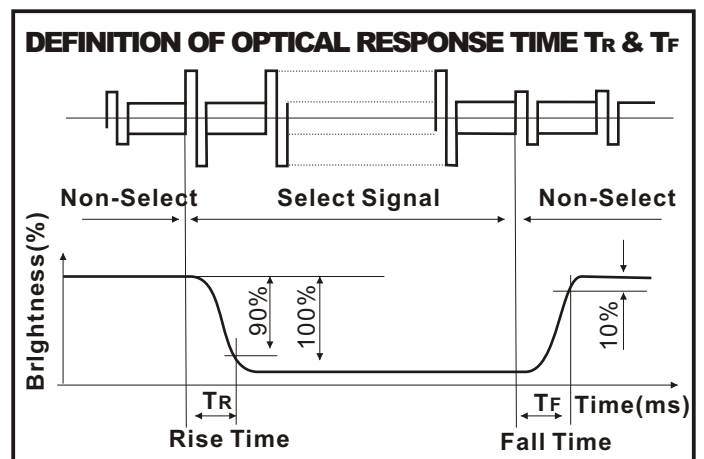 DEFINITION OF OPTICAL RESPONSE TIME TR & TF
Non-Select Select Signal Non-Select
Brightness(%)
90%
100%
10%
TR TF Time(ms)
Rise Time Fall Time